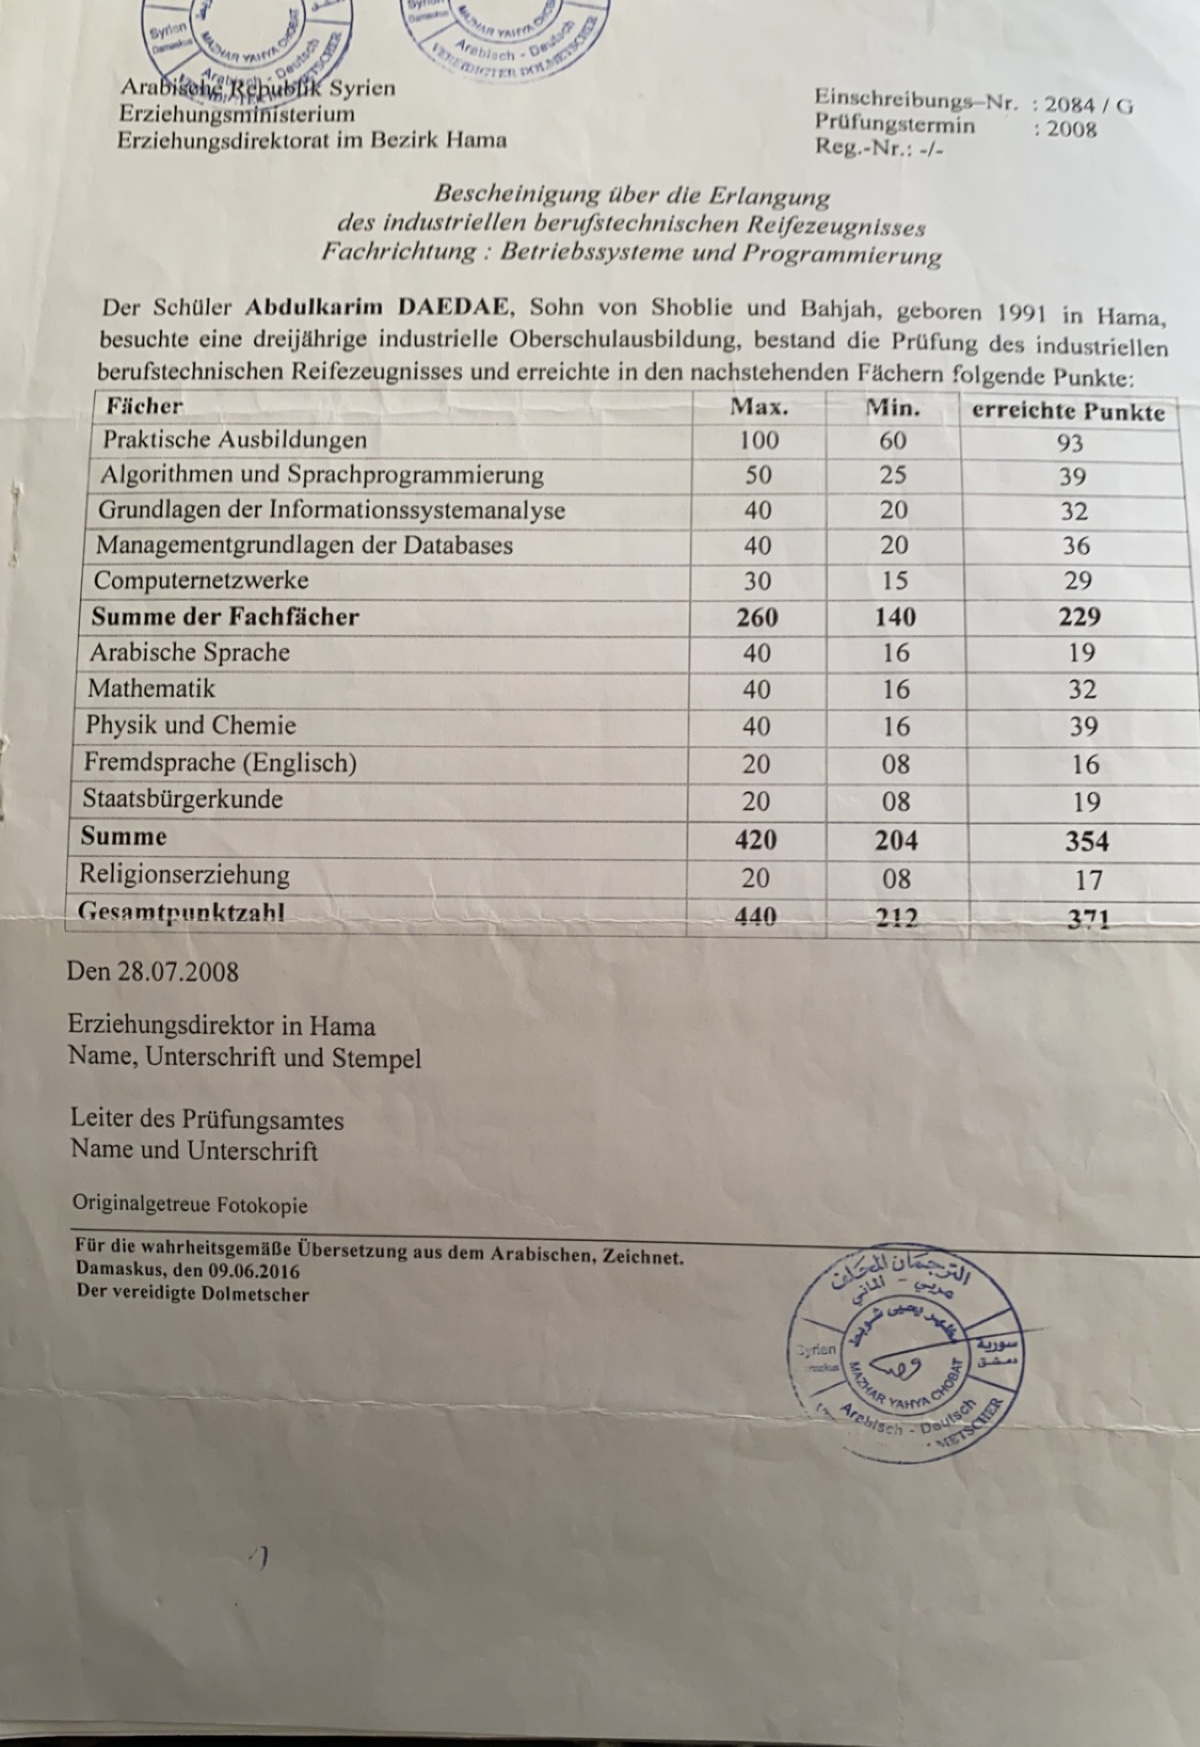 Syrien
Damaskus
MAZHAR YAHYA CHOBAT
Arabisch - Deutsch
MAZHAR YAHYA CHOBAT
Arabisch - Deutsch
VEREIDIGTER DOLMETSCHER
Arabische Republik Syrien
Erziehungsministerium
Erziehungsdirektorat im Bezirk Hama
Einschreibungs–Nr. : 2084 / G
Prüfungstermin : 2008
Reg.-Nr.: -/-
Bescheinigung über die Erlangung
des industriellen berufstechnischen Reifezeugnisses
Fachrichtung : Betriebssysteme und Programmierung
Der Schüler Abdulkarim DAEDAE, Sohn von Shoblie und Bahjah, geboren 1991 in Hama,
besuchte eine dreijährige industrielle Oberschulausbildung, bestand die Prüfung des industriellen
berufstechnischen Reifezeugnisses und erreichte in den nachstehenden Fächern folgende Punkte:
Fächer Max. Min. erreichte Punkte
Praktische Ausbildungen 100 60 93
Algorithmen und Sprachprogrammierung 50 25 39
Grundlagen der Informationssystemanalyse 40 20 32
Managementgrundlagen der Databases 40 20 36
Computernetzwerke 30 15 29
Summe der Fachfächer 260 140 229
Arabische Sprache 40 16 19
Mathematik 40 16 32
Physik und Chemie 40 16 39
Fremdsprache (Englisch) 20 08 16
Staatsbürgerkunde 20 08 19
Summe 420 204 354
Religionserziehung 20 08 17
Gesamtpunktzahl 440 212 371
Den 28.07.2008
Erziehungsdirektor in Hama
Name, Unterschrift und Stempel
Leiter des Prüfungsamtes
Name und Unterschrift
Originalgetreue Fotokopie
Für die wahrheitsgemäße Übersetzung aus dem Arabischen, Zeichnet.
Damaskus, den 09.06.2016
Der vereidigte Dolmetscher
الترجمان المحلف
عربي - الماني
مظهر يحيى شوبط
Syrien
سورية
دمشق
MAZHAR YAHYA CHOBAT
Arabisch - Deutsch
METSCHER